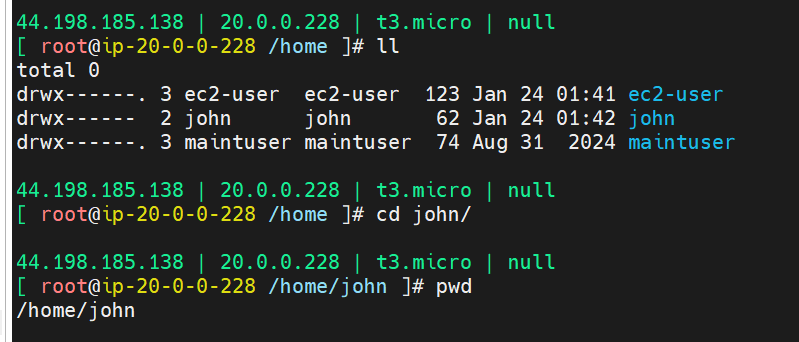 44.198.185.138 | 20.0.0.228 | t3.micro | null
[ root@ip-20-0-0-228 /home ]# ll
total 0
drwx------. 3 ec2-user  ec2-user  123 Jan 24 01:41 ec2-user
drwx------  2 john      john       62 Jan 24 01:42 john
drwx------. 3 maintuser maintuser  74 Aug 31  2024 maintuser
44.198.185.138 | 20.0.0.228 | t3.micro | null
[ root@ip-20-0-0-228 /home ]# cd john/
44.198.185.138 | 20.0.0.228 | t3.micro | null
[ root@ip-20-0-0-228 /home/john ]# pwd
/home/john